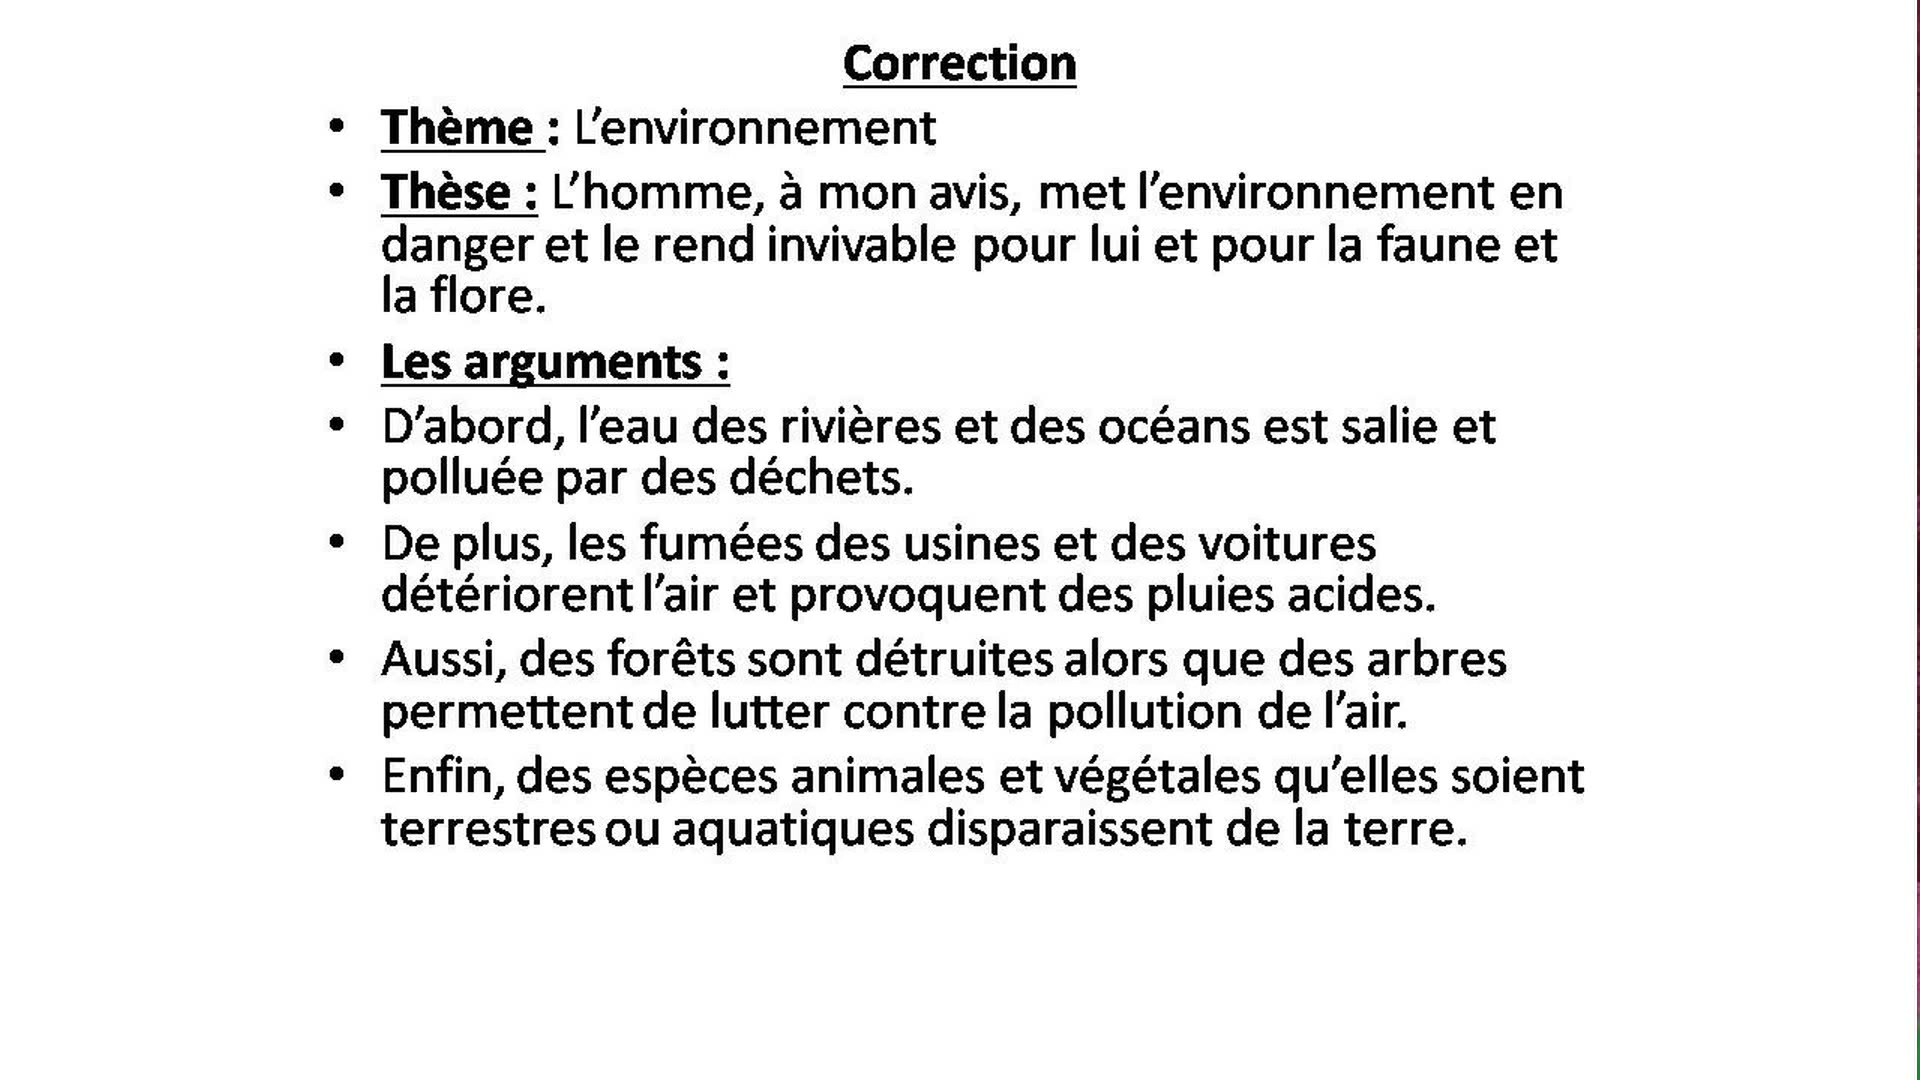 Correction
• Thème : L’environnement
• Thèse : L’homme, à mon avis, met l’environnement en
danger et le rend invivable pour lui et pour la faune et
la flore.
• Les arguments :
• D’abord, l’eau des rivières et des océans est salie et
polluée par des déchets.
• De plus, les fumées des usines et des voitures
détériorent l’air et provoquent des pluies acides.
• Aussi, des forêts sont détruites alors que des arbres
permettent de lutter contre la pollution de l’air.
• Enfin, des espèces animales et végétales qu’elles soient
terrestres ou aquatiques disparaissent de la terre.